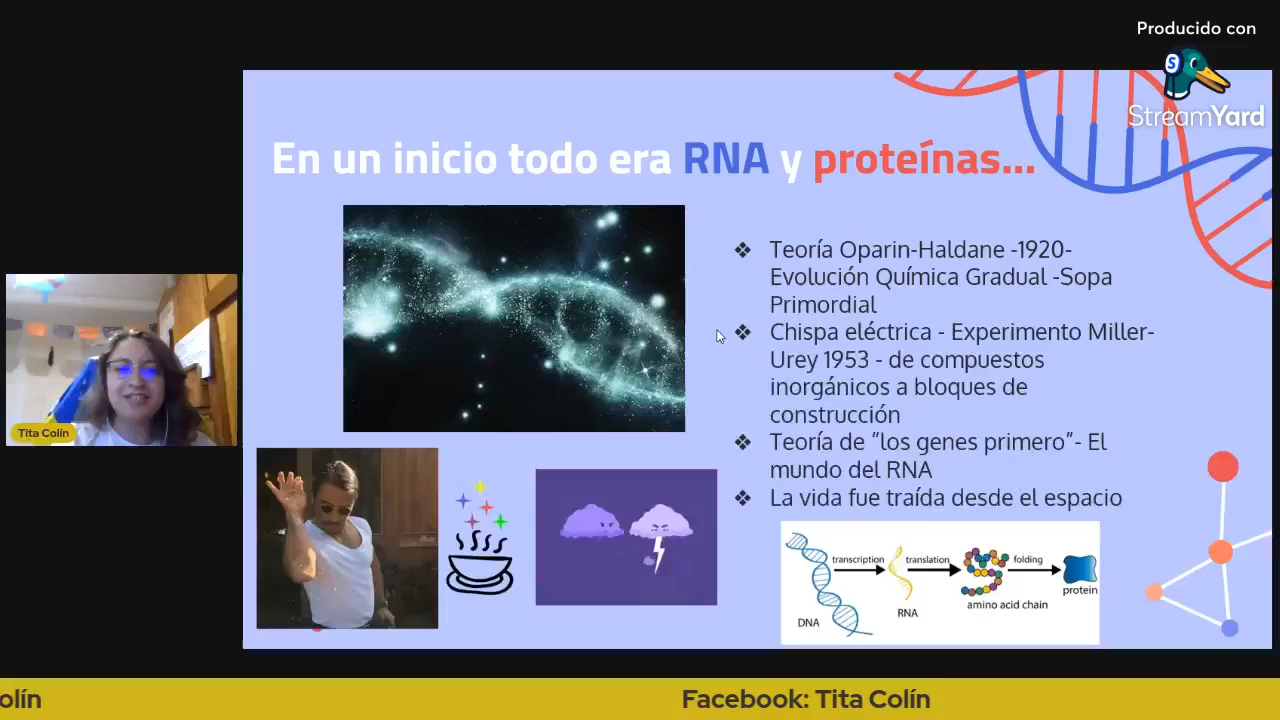 Producido con
StreamYard
En un inicio todo era RNA y proteínas...
❖ Teoría Oparin-Haldane -1920-
Evolución Química Gradual -Sopa
Primordial
❖ Chispa eléctrica - Experimento Miller-
Urey 1953 - de compuestos
inorgánicos a bloques de
construcción
❖ Teoría de “los genes primero”- El
mundo del RNA
❖ La vida fue traída desde el espacio
Tita Colín
transcription
translation
folding
DNA
RNA
amino acid chain
protein
olín
Facebook: Tita Colín